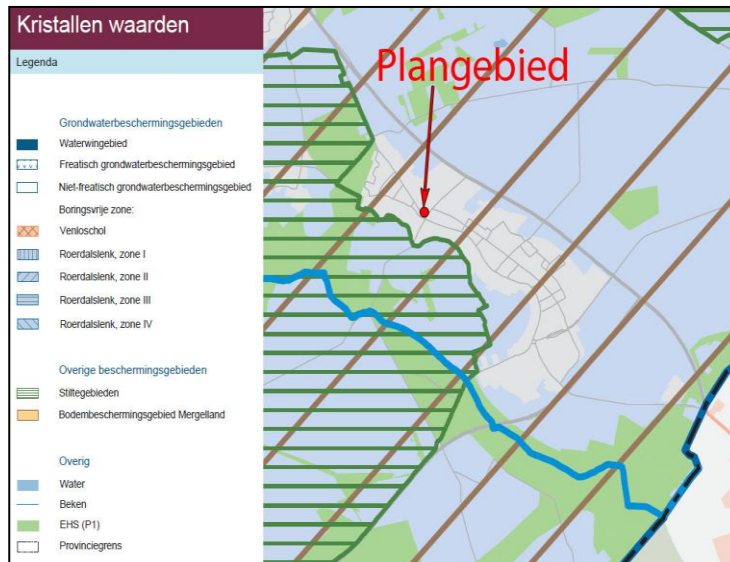 Kristallen waarden
Legenda
Grondwaterbeschermingsgebieden
Waterwingebied
Freatisch grondwaterbeschermingsgebied
Niet-freatisch grondwaterbeschermingsgebied
Boringsvrije zone:
Venloschol
Roerdalslenk, zone I
Roerdalslenk, zone II
Roerdalslenk, zone III
Roerdalslenk, zone IV
Overige beschermingsgebieden
Stiltegebieden
Bodembeschermingsgebied Mergelland
Overig
Water
Beken
EHS (P1)
Provinciegrens
Plangebied